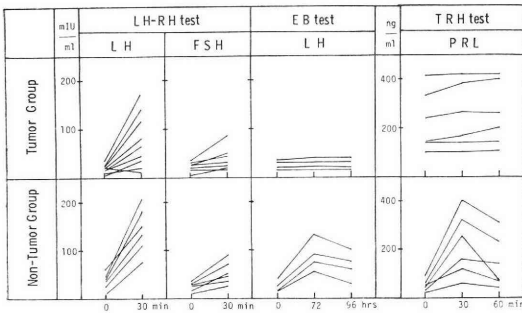 mIU
ml
LH-RH test
EB test
ng
ml
TRH test
LH
FSH
LH
PRL
Tumor Group
200
100
400
200
Non-Tumor Group
200
100
400
200
0 30 min
0 30 min
0 72 96 hrs
0 30 60 min